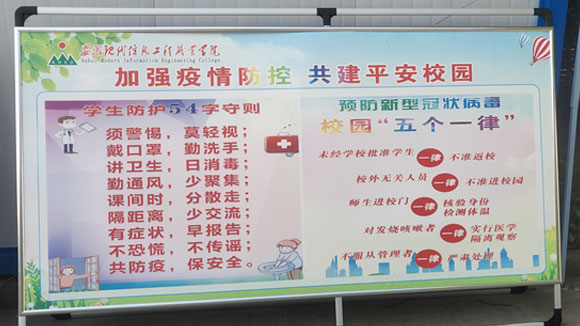 安徽现代信息工程职业学院
Anhui Modern Information Engineering College
加强疫情防控 共建平安校园
学生防护54字守则
须警惕，莫轻视；
戴口罩，勤洗手；
讲卫生，日消毒；
勤通风，少聚集；
课间时，分散走；
隔距离，少交流；
有症状，早报告；
不恐慌，不传谣；
共防疫，保安全。
预防新型冠状病毒
校园“五个一律”
未经学校批准学生 一律 不准返校
校外无关人员 一律 不准进校园
师生进校门 一律 核验身份
检测体温
对发烧咳嗽者 一律 实行医学
隔离观察
不服从管理者 一律 严肃处理